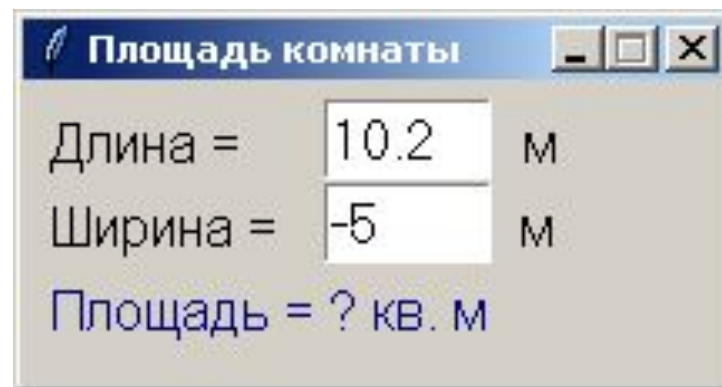 Площадь комнаты
Длина = 10.2 м
Ширина = -5 м
Площадь = ? кв. м